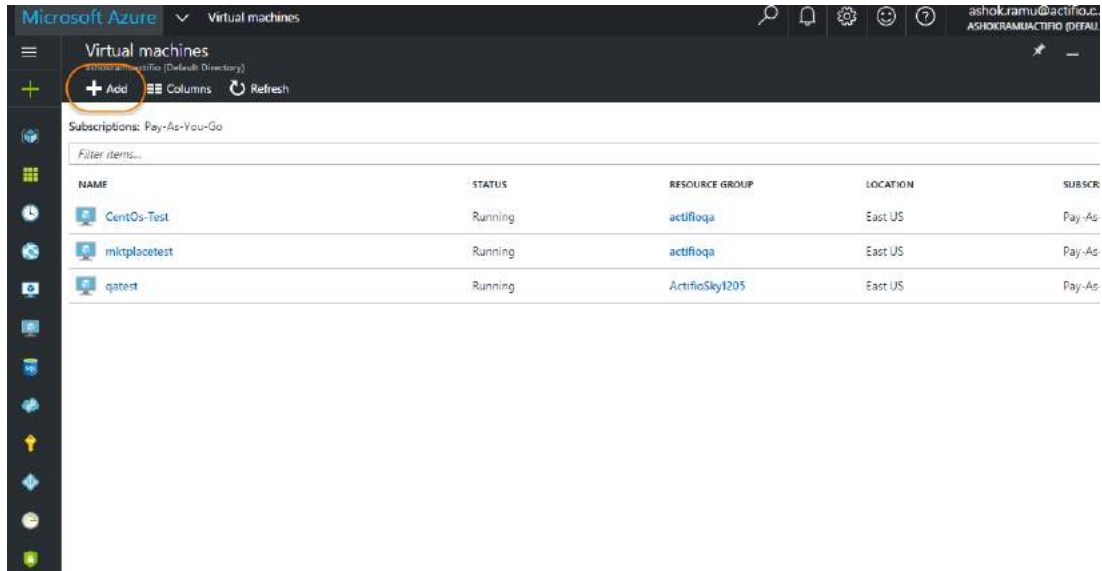 Microsoft Azure Virtual machines
ashok.ramu@actifio.c...
ASHOKRAMUACTIFIO (DEFAU...
Virtual machines
ashokramuactifio (Default Directory)
Add Columns Refresh
Subscriptions: Pay-As-You-Go
Filter items...
NAME STATUS RESOURCE GROUP LOCATION SUBSCR
CentOs-Test Running actifioqa East US Pay-As-
mktplacetest Running actifioqa East US Pay-As-
qatest Running ActifioSky1205 East US Pay-As-